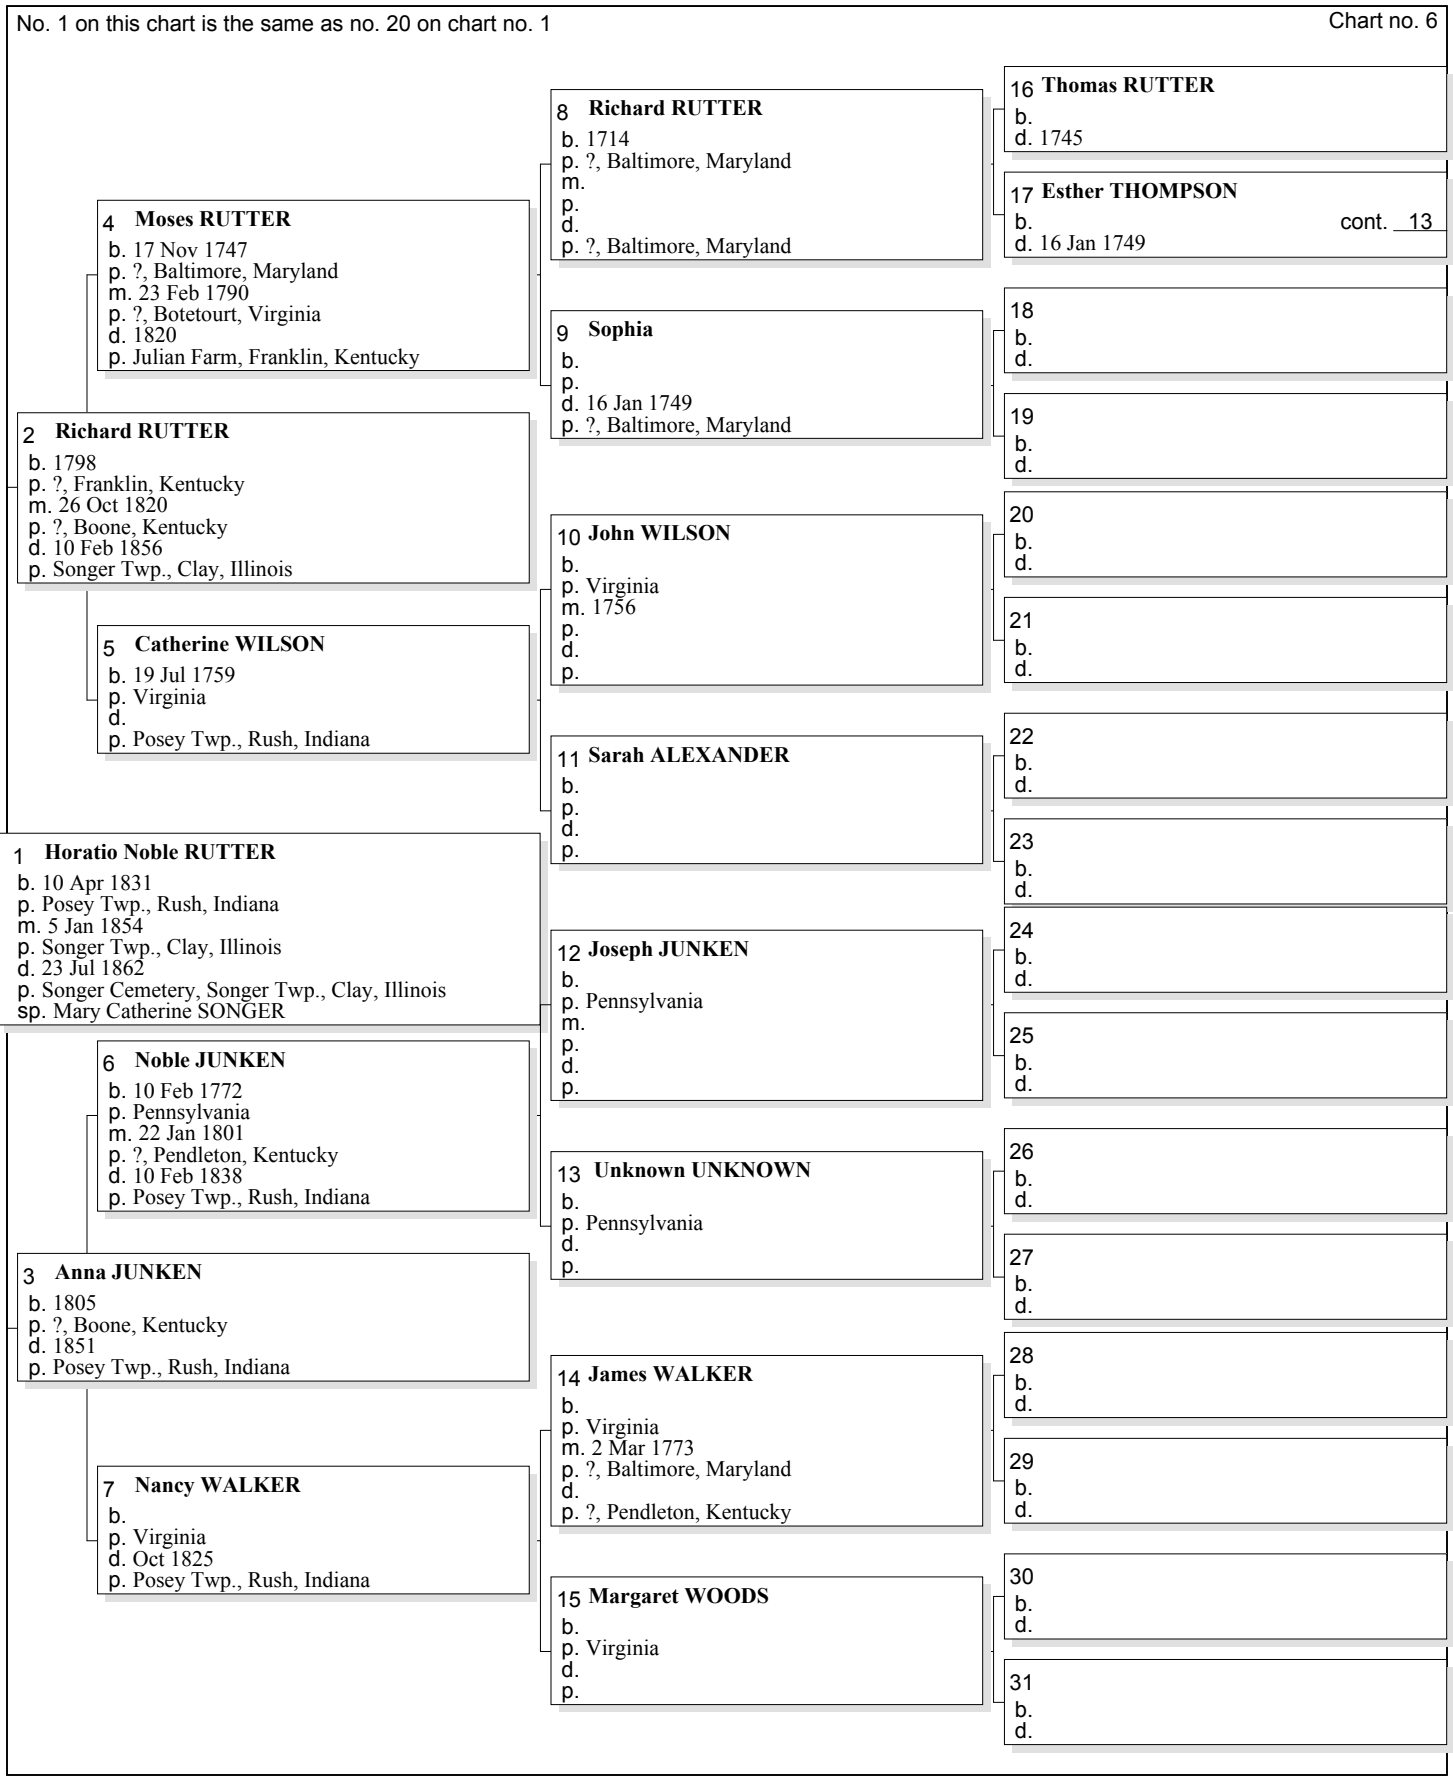 No. 1 on this chart is the same as no. 20 on chart no. 1
Chart no. 6
16 Thomas RUTTER
b.
d. 1745
8 Richard RUTTER
b. 1714
p. ?, Baltimore, Maryland
m.
p.
d.
p. ?, Baltimore, Maryland
17 Esther THOMPSON
b.
cont. 13
d. 16 Jan 1749
4 Moses RUTTER
b. 17 Nov 1747
p. ?, Baltimore, Maryland
m. 23 Feb 1790
p. ?, Botetourt, Virginia
d. 1820
p. Julian Farm, Franklin, Kentucky
18
b.
d.
9 Sophia
b.
p.
d. 16 Jan 1749
p. ?, Baltimore, Maryland
19
b.
d.
2 Richard RUTTER
b. 1798
p. ?, Franklin, Kentucky
m. 26 Oct 1820
p. ?, Boone, Kentucky
d. 10 Feb 1856
p. Songer Twp., Clay, Illinois
20
b.
d.
10 John WILSON
b.
p. Virginia
m. 1756
p.
d.
p.
21
b.
d.
5 Catherine WILSON
b. 19 Jul 1759
p. Virginia
d.
p. Posey Twp., Rush, Indiana
22
b.
d.
11 Sarah ALEXANDER
b.
p.
d.
p.
23
b.
d.
1 Horatio Noble RUTTER
b. 10 Apr 1831
p. Posey Twp., Rush, Indiana
m. 5 Jan 1854
p. Songer Twp., Clay, Illinois
d. 23 Jul 1862
p. Songer Cemetery, Songer Twp., Clay, Illinois
sp. Mary Catherine SONGER
24
b.
d.
12 Joseph JUNKEN
b.
p. Pennsylvania
m.
p.
d.
p.
25
b.
d.
6 Noble JUNKEN
b. 10 Feb 1772
p. Pennsylvania
m. 22 Jan 1801
p. ?, Pendleton, Kentucky
d. 10 Feb 1838
p. Posey Twp., Rush, Indiana
26
b.
d.
13 Unknown UNKNOWN
b.
p. Pennsylvania
d.
p.
27
b.
d.
3 Anna JUNKEN
b. 1805
p. ?, Boone, Kentucky
d. 1851
p. Posey Twp., Rush, Indiana
28
b.
d.
14 James WALKER
b.
p. Virginia
m. 2 Mar 1773
p. ?, Baltimore, Maryland
d.
p. ?, Pendleton, Kentucky
29
b.
d.
7 Nancy WALKER
b.
p. Virginia
d. Oct 1825
p. Posey Twp., Rush, Indiana
30
b.
d.
15 Margaret WOODS
b.
p. Virginia
d.
p.
31
b.
d.